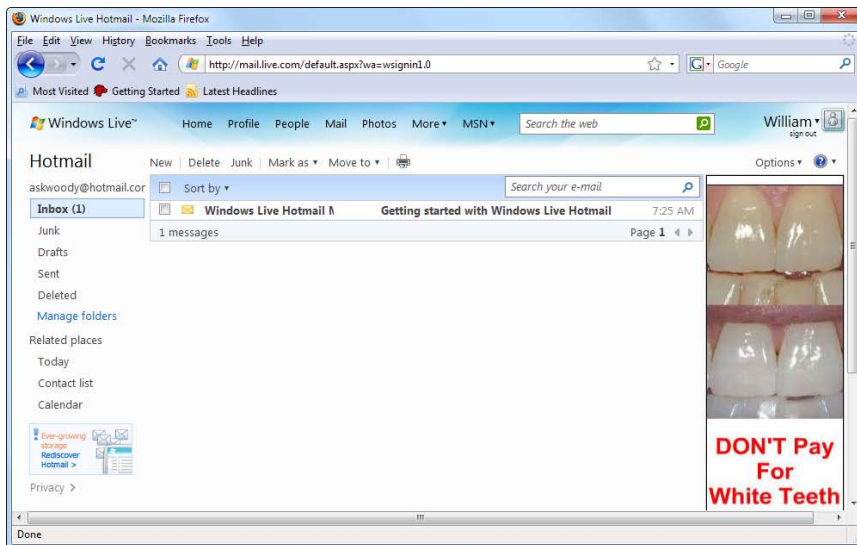 Windows Live Hotmail - Mozilla Firefox
File Edit View History Bookmarks Tools Help
http://mail.live.com/default.aspx?wa=wsignin1.0
G Google
Most Visited Getting Started Latest Headlines
Windows Live™ Home Profile People Mail Photos More MSN Search the web William
sign out
Hotmail New | Delete Junk | Mark as Move to Options
askwoody@hotmail.cor Sort by Search your e-mail
Inbox (1) Windows Live Hotmail M Getting started with Windows Live Hotmail 7:25 AM
Junk 1 messages Page 1
Drafts
Sent
Deleted
Manage folders
Related places
Today
Contact list
Calendar
Ever-growing
storage
Rediscover
Hotmail >
Privacy >
DON'T Pay
For
White Teeth
Done